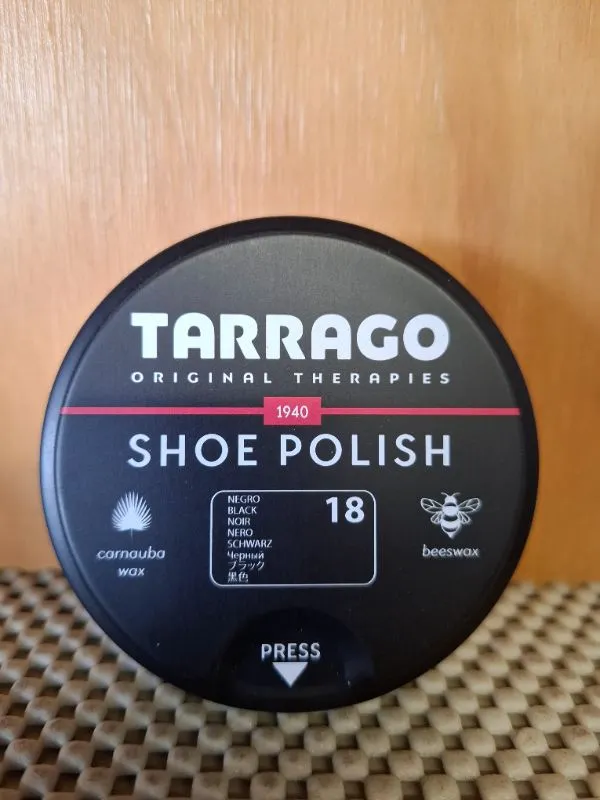 TARRAGO
ORIGINAL THERAPIES
1940
SHOE POLISH
carnauba
wax
NEGRO
BLACK
NOIR
NERO
SCHWARZ
Черный
ブラック
黒色
18
beeswax
PRESS